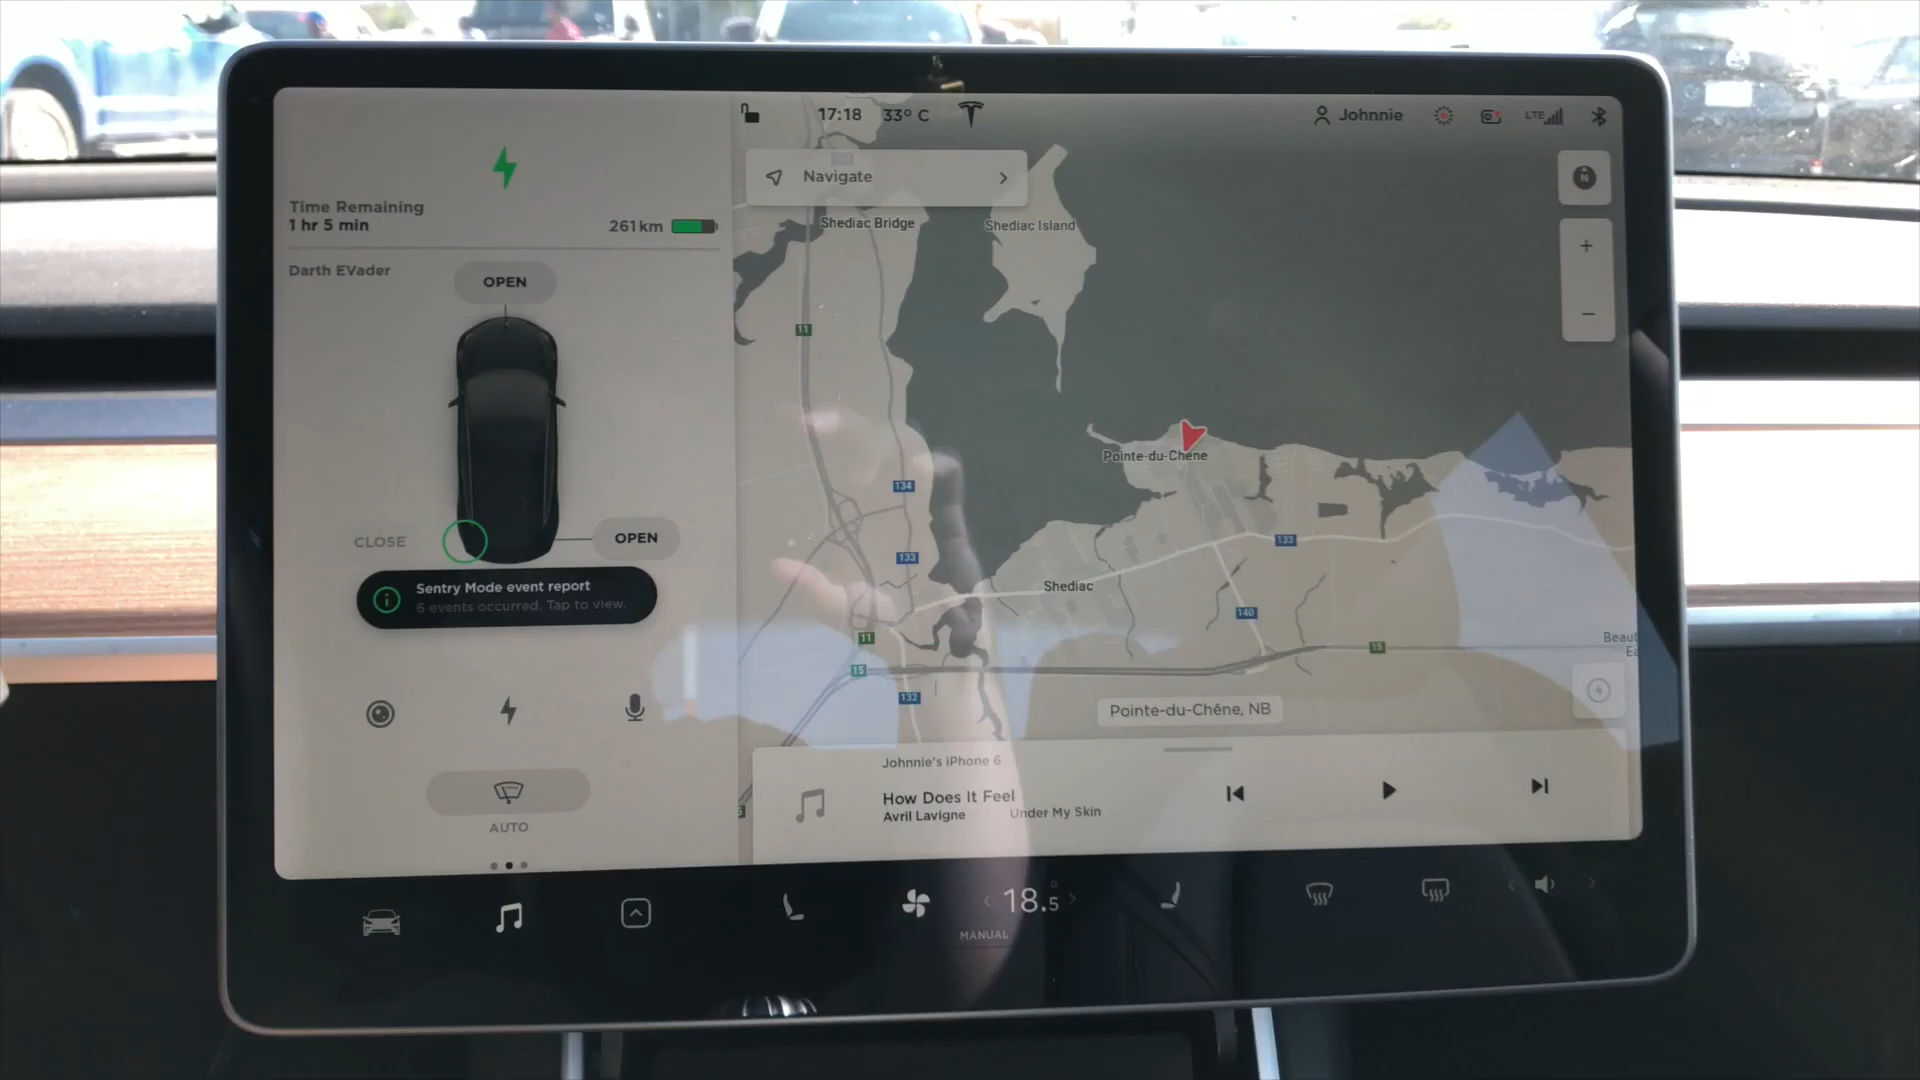 17:18
33° C
Johnnie
LTE
Navigate
N
Time Remaining
1 hr 5 min
261km
Darth EVader
OPEN
CLOSE
OPEN
Sentry Mode event report
6 events occurred. Tap to view.
AUTO
Shediac Bridge
Shediac Island
11
134
133
Pointe-du-Chene
133
Shediac
140
11
15
15
132
Beaut
Ea
Pointe-du-Chêne, NB
+
−
Johnnie's iPhone 6
How Does It Feel
Avril Lavigne
Under My Skin
18.5
MANUAL